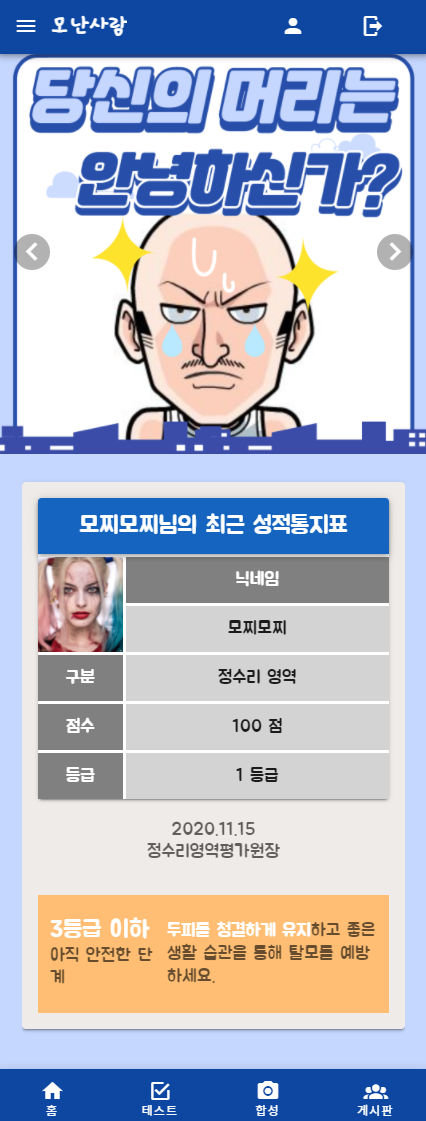 모난사람
당신의 머리는
안녕하신가?
모찌모찌님의 최근 성적통지표
닉네임
모찌모찌
구분
정수리 영역
점수
100 점
등급
1 등급
2020.11.15
정수리영역평가원장
3등급 이하
아직 안전한 단
계
두피를 청결하게 유지하고 좋은
생활 습관을 통해 탈모를 예방
하세요.
홈
테스트
합성
게시판